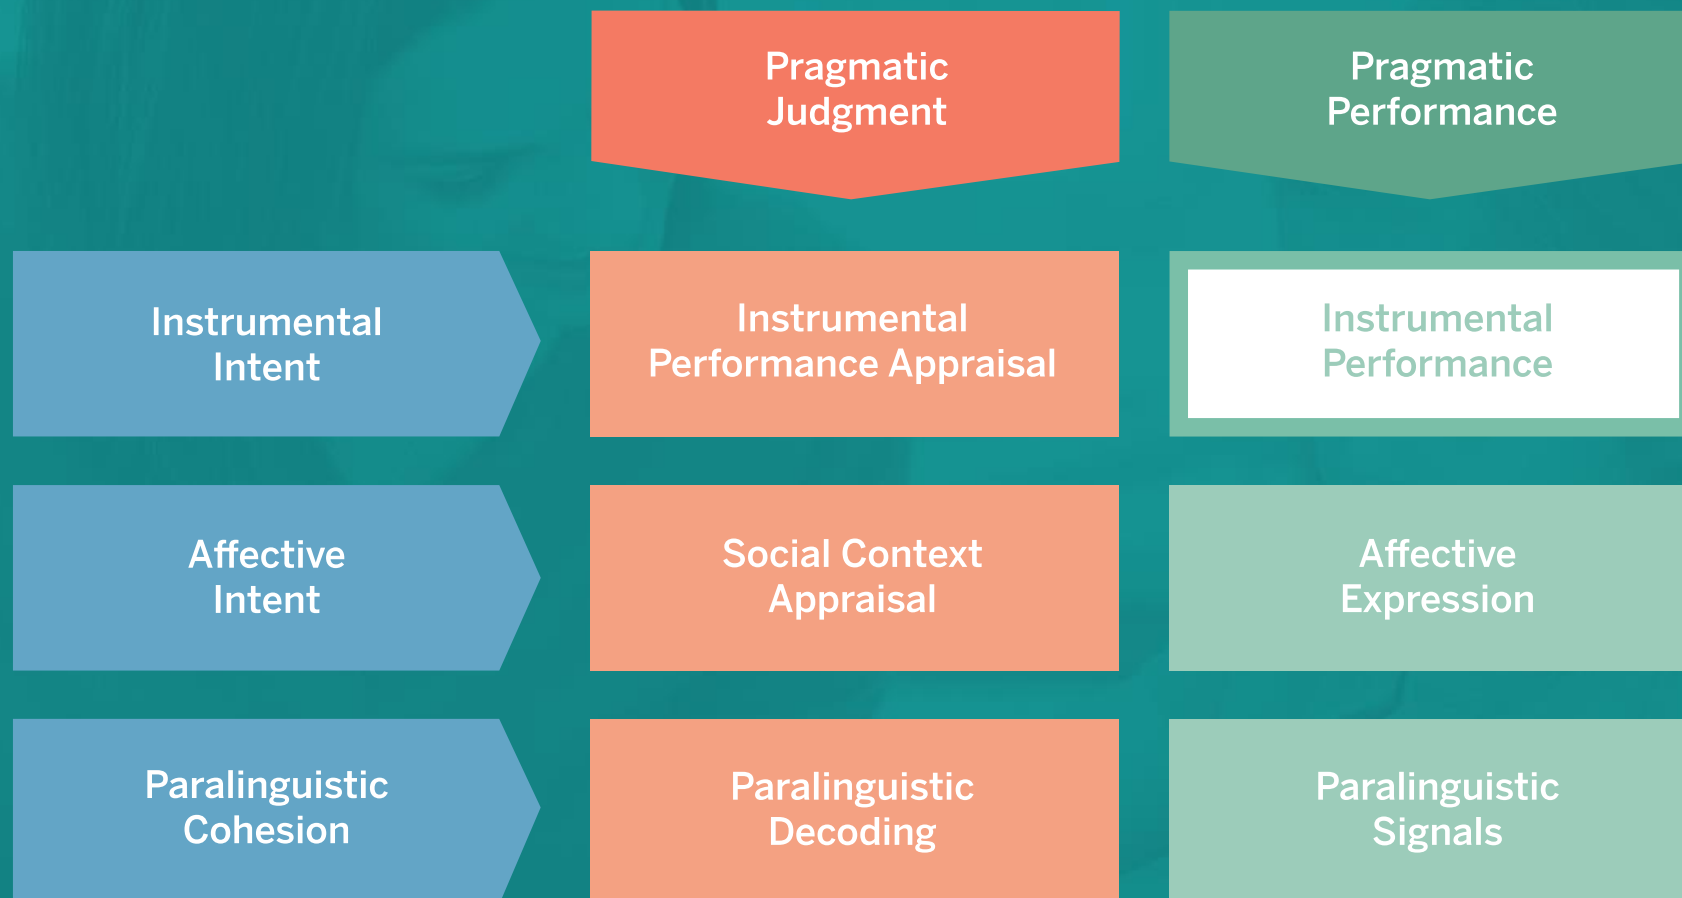 Pragmatic
Judgment
Pragmatic
Performance
Instrumental
Intent
Instrumental
Performance Appraisal
Instrumental
Performance
Affective
Intent
Social Context
Appraisal
Affective
Expression
Paralinguistic
Cohesion
Paralinguistic
Decoding
Paralinguistic
Signals